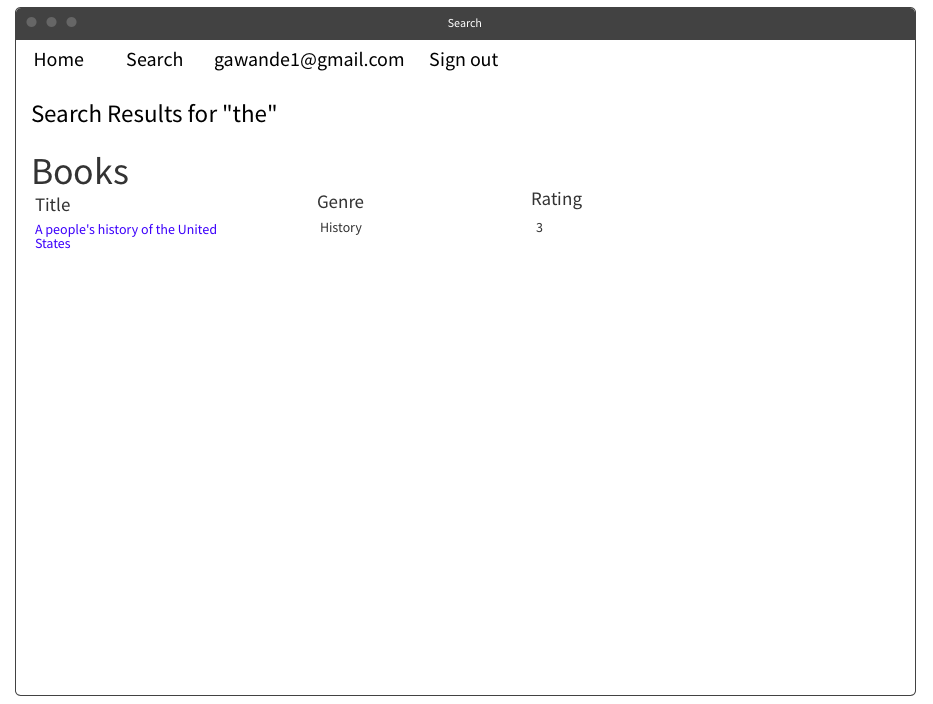 Search
Home Search gawande1@gmail.com Sign out
Search Results for "the"
Books
Title Genre Rating
A people's history of the United
States
History
3